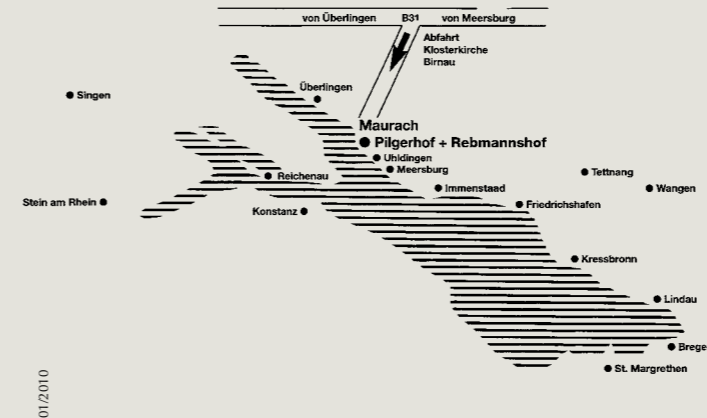 von Überlingen B31 von Meersburg
Abfahrt
Klosterkirche
Birnau
Überlingen
Singen
Maurach
Pilgerhof + Rebmannshof
Uhldingen
Meersburg
Reichenau
Tettnang
Immenstaad
Wangen
Stein am Rhein
Friedrichshafen
Konstanz
Kressbronn
Lindau
Brege
St. Margrethen
01/2010